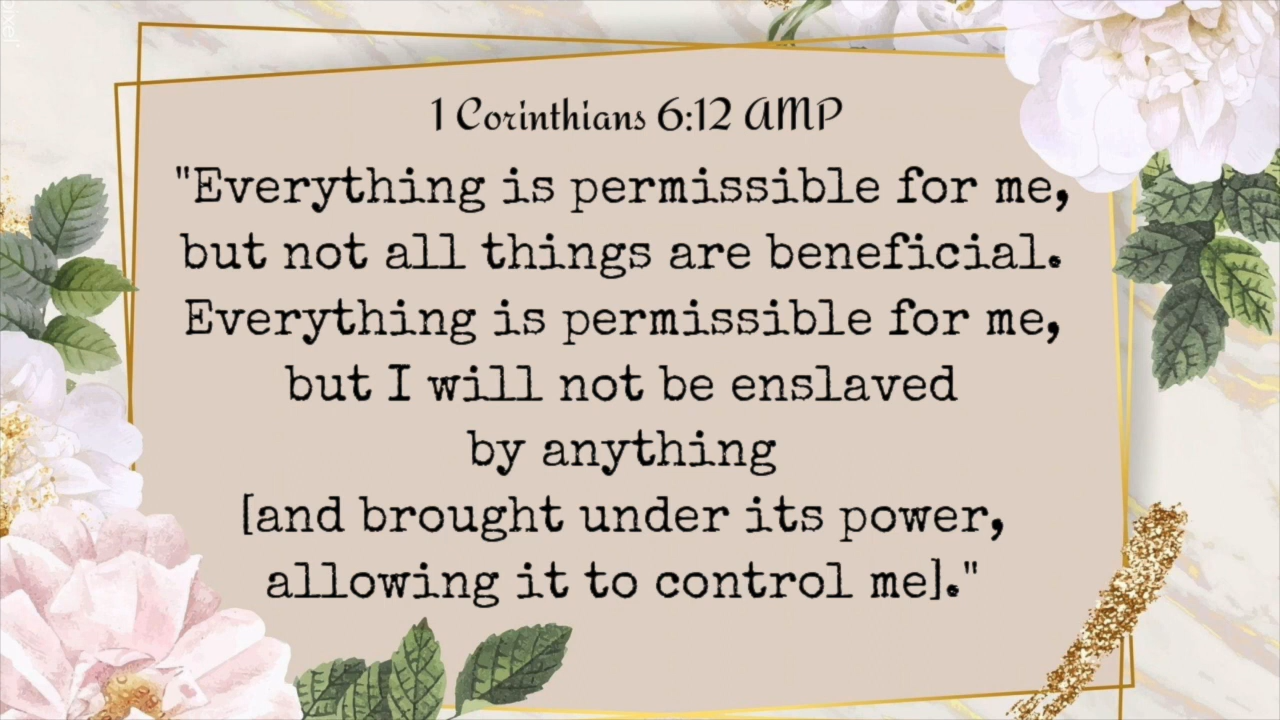 1 Corinthians 6:12 AMP
"Everything is permissible for me,
but not all things are beneficial.
Everything is permissible for me,
but I will not be enslaved
by anything
[and brought under its power,
allowing it to control me]."